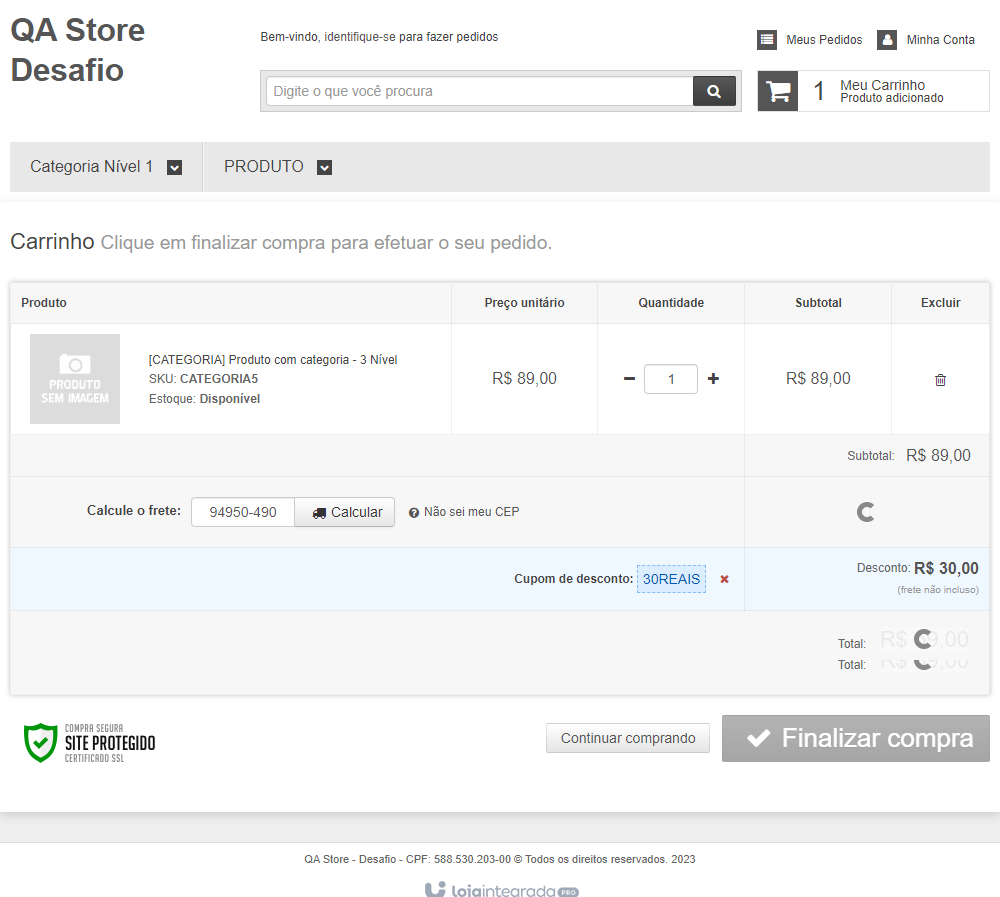 QA Store
Desafio
Bem-vindo, identifique-se para fazer pedidos
Meus Pedidos
Minha Conta
Digite o que você procura
1
Meu Carrinho
Produto adicionado
Categoria Nível 1
PRODUTO
Carrinho Clique em finalizar compra para efetuar o seu pedido.
Produto
Preço unitário
Quantidade
Subtotal
Excluir
PRODUTO
SEM IMAGEM
[CATEGORIA] Produto com categoria - 3 Nível
SKU: CATEGORIA5
Estoque: Disponível
R$ 89,00
1
R$ 89,00
Subtotal: R$ 89,00
Calcule o frete: 94950-490 Calcular Não sei meu CEP
Cupom de desconto: 30REAIS
Desconto: R$ 30,00
(frete não incluso)
Total: R$
Total: R$
COMPRA SEGURA
SITE PROTEGIDO
CERTIFICADO SSL
Continuar comprando
Finalizar compra
QA Store - Desafio - CPF: 588.530.203-00 © Todos os direitos reservados. 2023
lojaintegrada PRO